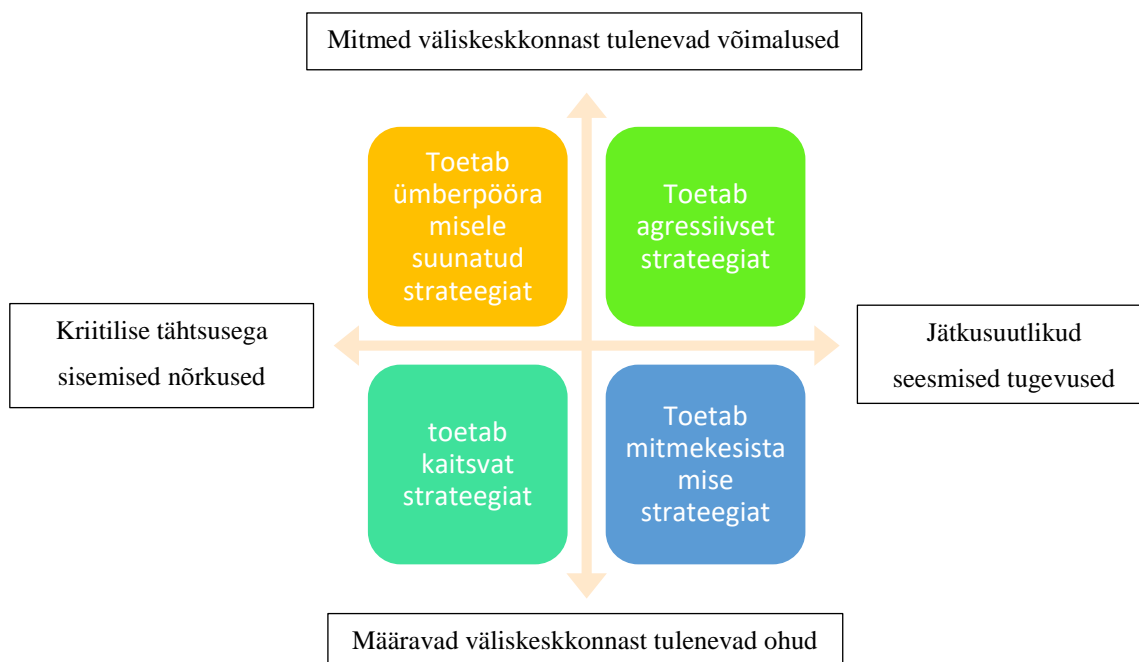 Mitmed väliskeskkonnast tulenevad võimalused
Toetab
ümberpööra
misele
suunatud
strateegiat
Toetab
agressiivset
strateegiat
Kriitilise tähtsusega
sisemised nõrkused
Jätkusuutlikud
seesmised tugevused
toetab
kaitsvat
strateegiat
Toetab
mitmekesista
mise
strateegiat
Määravad väliskeskkonnast tulenevad ohud